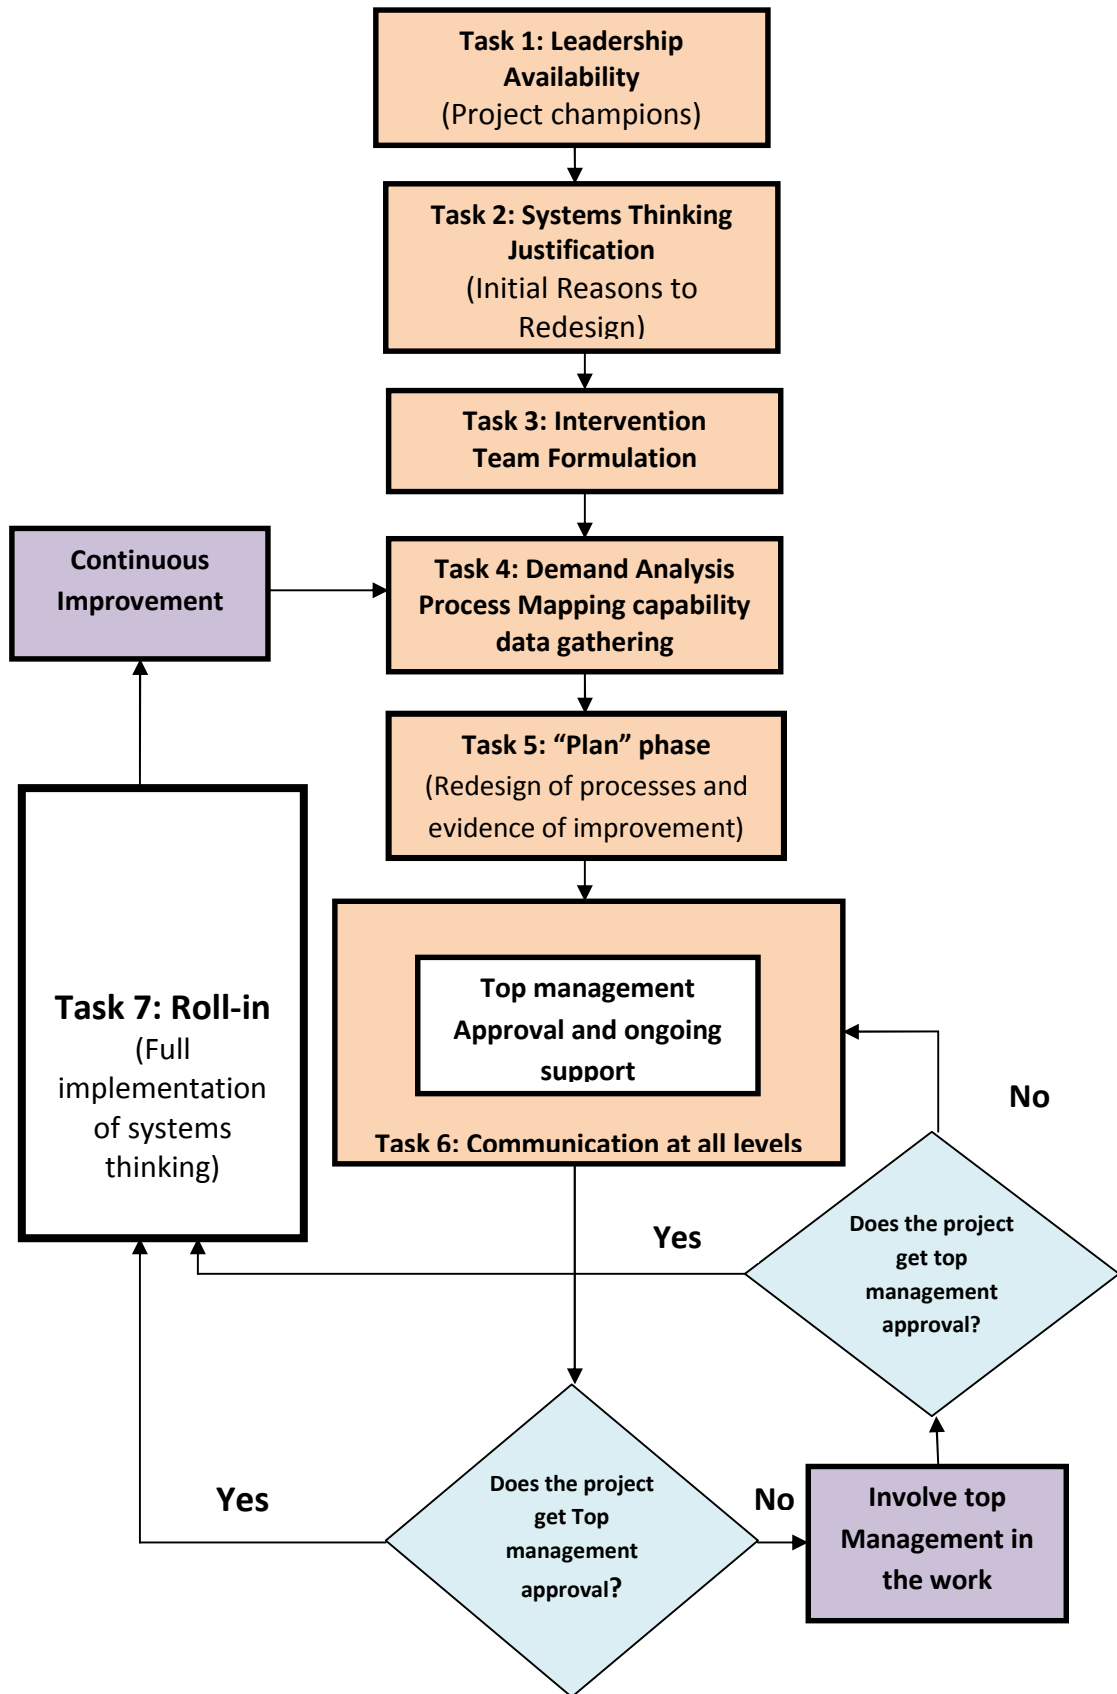 Task 1: Leadership
Availability
(Project champions)
Task 2: Systems Thinking
Justification
(Initial Reasons to
Redesign)
Task 3: Intervention
Team Formulation
Continuous
Improvement
Task 4: Demand Analysis
Process Mapping capability
data gathering
Task 5: “Plan” phase
(Redesign of processes and
evidence of improvement)
Top management
Approval and ongoing
support
Task 6: Communication at all levels
Task 7: Roll-in
(Full
implementation
of systems
thinking)
No
Yes
Does the project
get top
management
approval?
Yes
Does the project
get Top
management
approval?
No
Involve top
Management in
the work